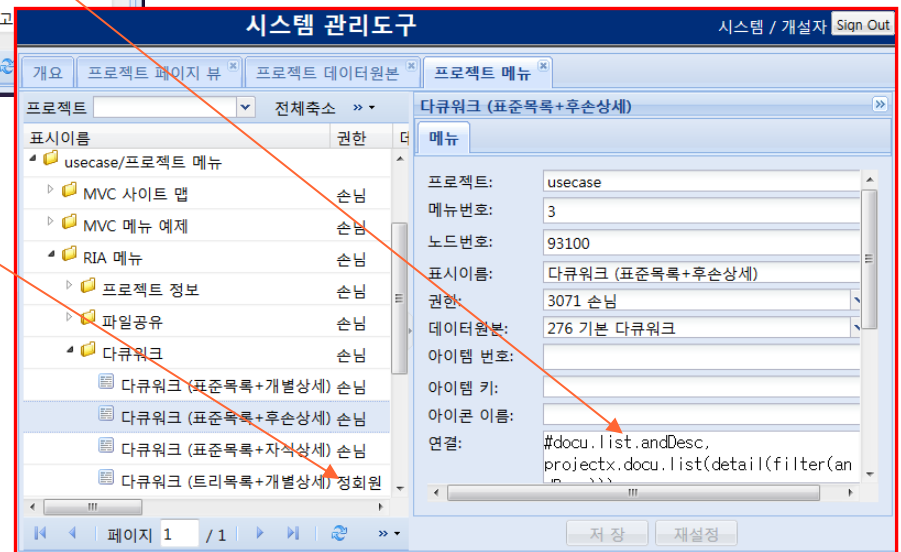 고
시스템 관리도구
시스템 / 개설자 Sign Out
개요 프로젝트 페이지 뷰 프로젝트 데이터원본 프로젝트 메뉴
프로젝트 전체축소 »
다큐워크 (표준목록+후손상세) »
표시이름 권한
메뉴
usecase/프로젝트 메뉴
MVC 사이트 맵 손님
MVC 메뉴 예제 손님
RIA 메뉴 손님
프로젝트 정보 손님
파일공유 손님
다큐워크 손님
다큐워크 (표준목록+개별상세) 손님
다큐워크 (표준목록+후손상세) 손님
다큐워크 (표준목록+자식상세) 손님
다큐워크 (트리목록+개별상세) 정회원
페이지 1 / 1 »
프로젝트: usecase
메뉴번호: 3
노드번호: 93100
표시이름: 다큐워크 (표준목록+후손상세)
권한: 3071 손님
데이터원본: 276 기본 다큐워크
아이템 번호:
아이템 키:
아이콘 이름:
연결: #docu.list.andDesc,
projectx.docu.list(detail(filter(an
저 장 재설정